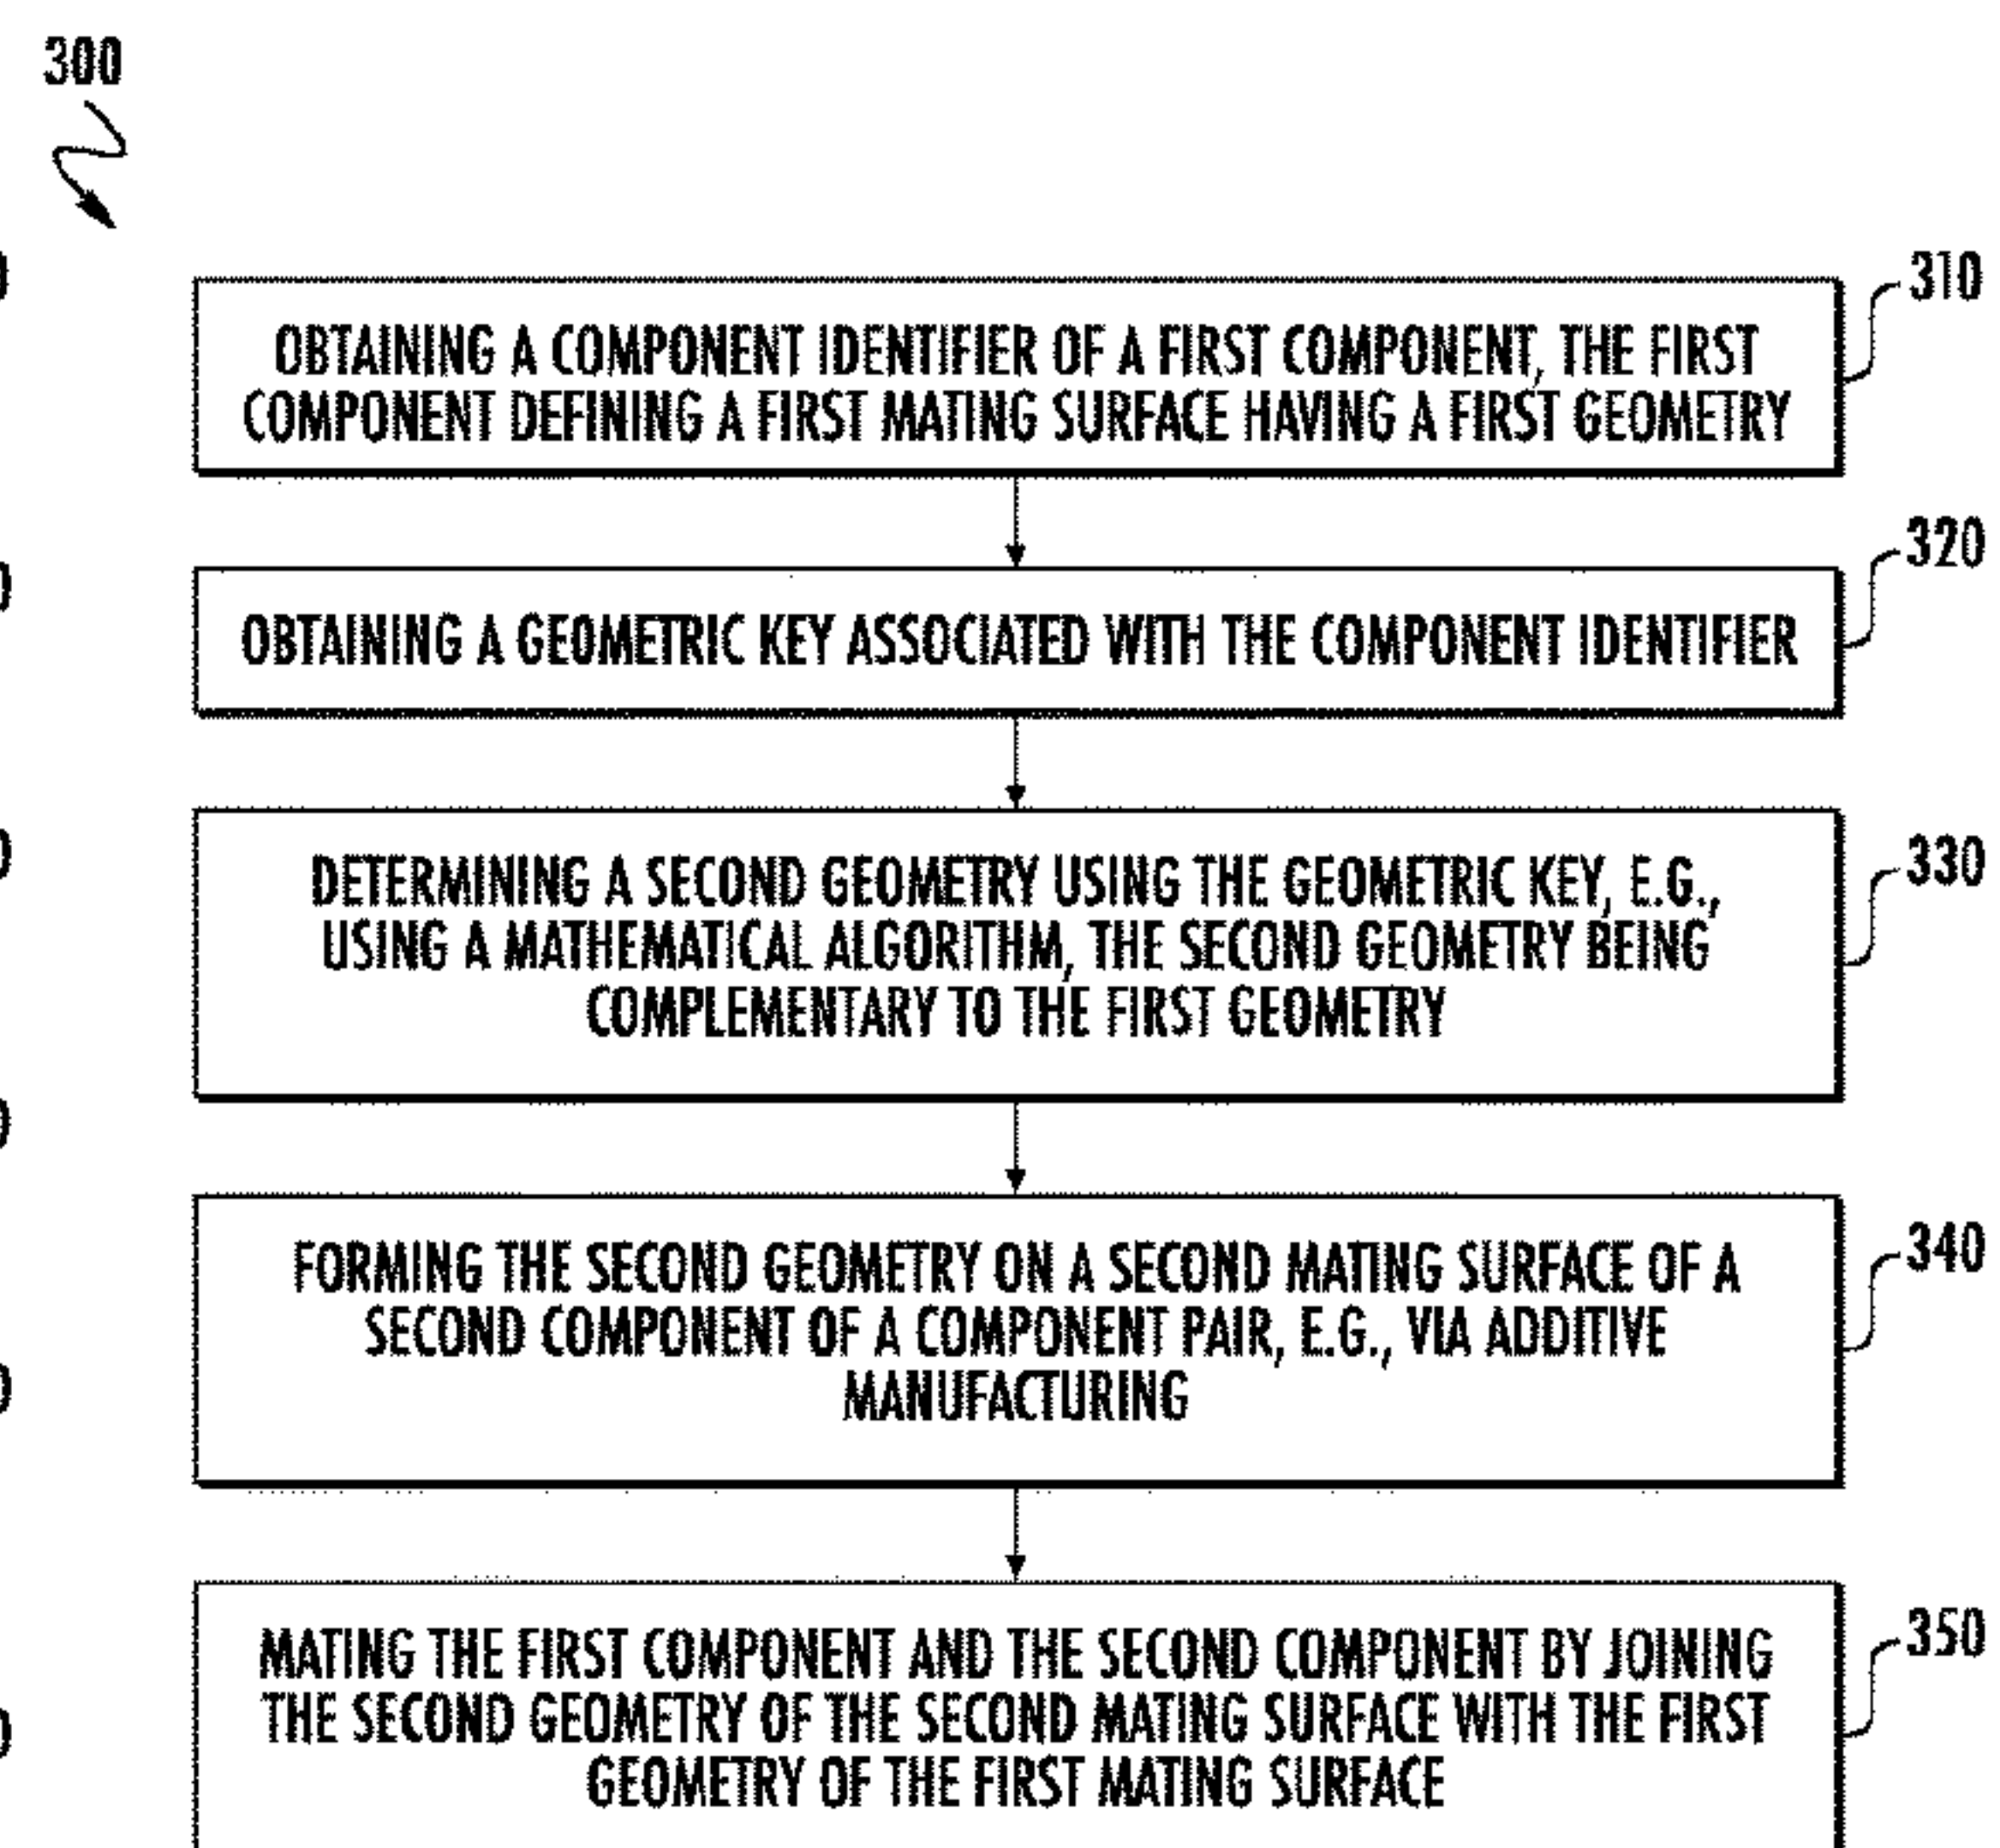 300
310
OBTAINING A COMPONENT IDENTIFIER OF A FIRST COMPONENT, THE FIRST
COMPONENT DEFINING A FIRST MATING SURFACE HAVING A FIRST GEOMETRY
320
OBTAINING A GEOMETRIC KEY ASSOCIATED WITH THE COMPONENT IDENTIFIER
330
DETERMINING A SECOND GEOMETRY USING THE GEOMETRIC KEY, E.G.,
USING A MATHEMATICAL ALGORITHM, THE SECOND GEOMETRY BEING
COMPLEMENTARY TO THE FIRST GEOMETRY
340
FORMING THE SECOND GEOMETRY ON A SECOND MATING SURFACE OF A
SECOND COMPONENT OF A COMPONENT PAIR, E.G., VIA ADDITIVE
MANUFACTURING
350
MATING THE FIRST COMPONENT AND THE SECOND COMPONENT BY JOINING
THE SECOND GEOMETRY OF THE SECOND MATING SURFACE WITH THE FIRST
GEOMETRY OF THE FIRST MATING SURFACE